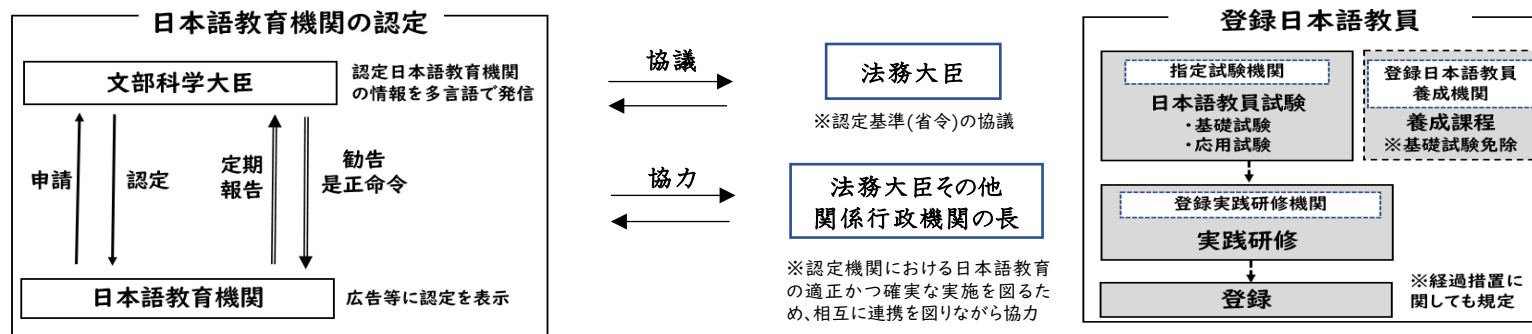 日本語教育機関の認定
文部科学大臣
認定日本語教育機関
の情報を多言語で発信
申請
認定
定期
報告
勧告
是正命令
日本語教育機関
広告等に認定を表示
協議
法務大臣
※認定基準(省令)の協議
協力
法務大臣その他
関係行政機関の長
※認定機関における日本語教育
の適正かつ確実な実施を図るた
め、相互に連携を図りながら協力
登録日本語教員
指定試験機関
日本語教員試験
・基礎試験
・応用試験
登録日本語教員
養成機関
養成課程
※基礎試験免除
登録実践研修機関
実践研修
登録
※経過措置に
関しても規定